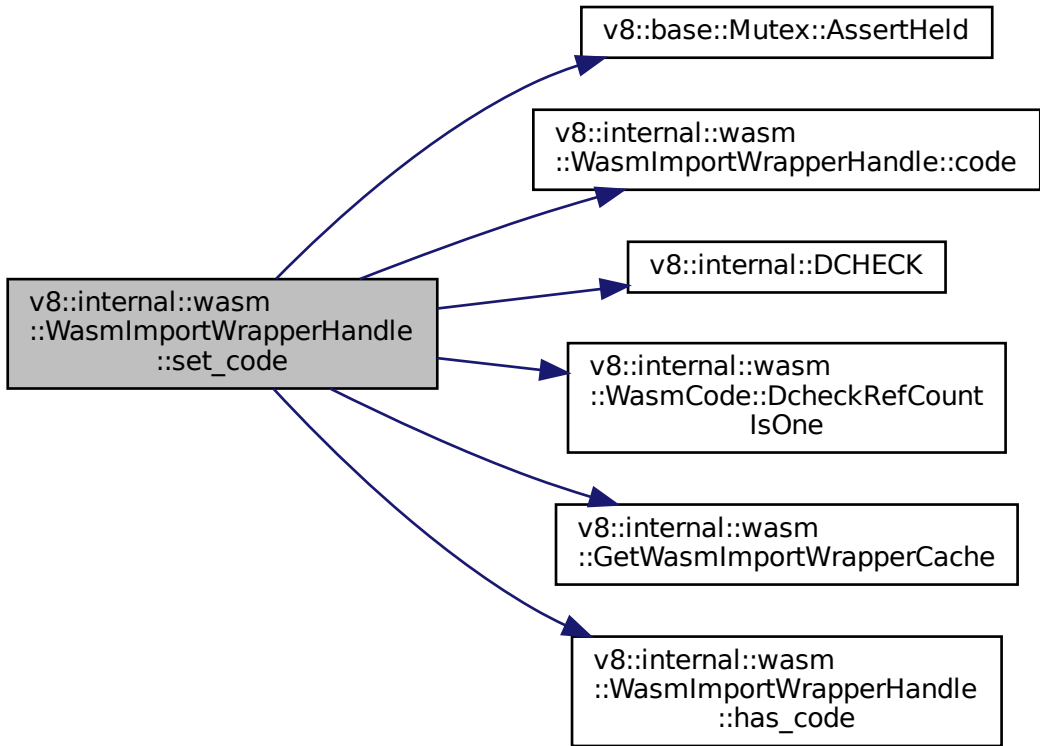 v8::base::Mutex::AssertHeld
v8::internal::wasm
::WasmImportWrapperHandle::code
v8::internal::DCHECK
v8::internal::wasm
::WasmImportWrapperHandle
::set_code
v8::internal::wasm
::WasmCode::DcheckRefCount
IsOne
v8::internal::wasm
::GetWasmImportWrapperCache
v8::internal::wasm
::WasmImportWrapperHandle
::has_code